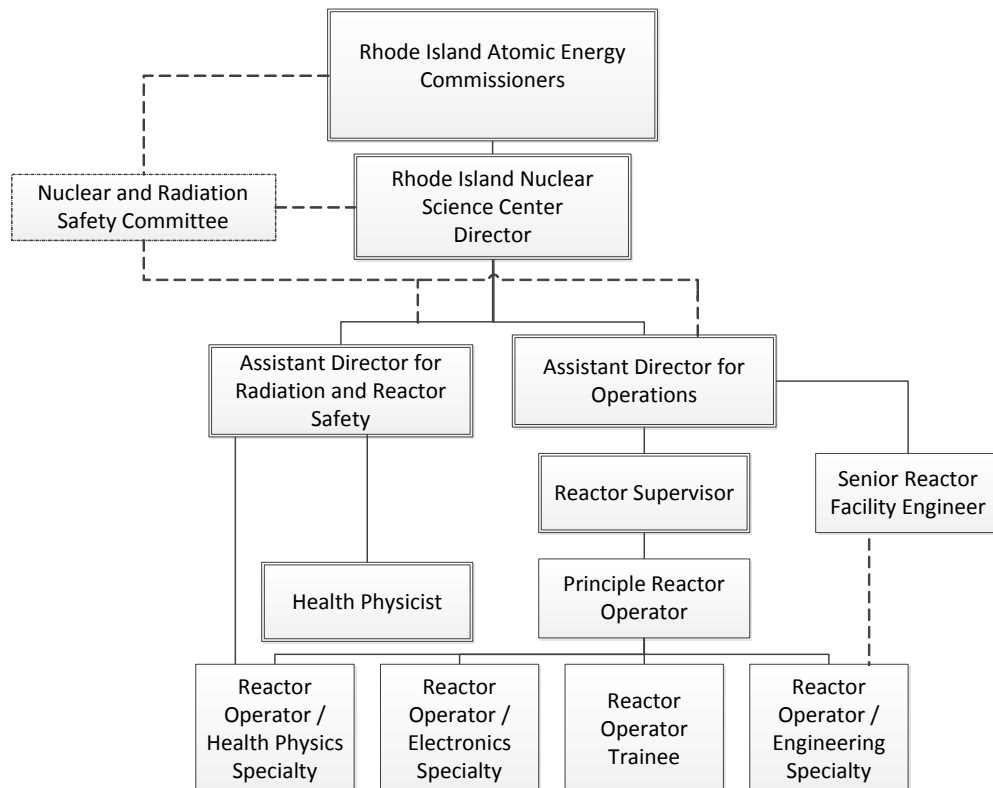 Rhode Island Atomic Energy
Commissioners
Nuclear and Radiation
Safety Committee
Rhode Island Nuclear
Science Center
Director
Assistant Director for
Radiation and Reactor
Safety
Assistant Director for
Operations
Reactor Supervisor
Senior Reactor
Facility Engineer
Health Physicist
Principle Reactor
Operator
Reactor
Operator /
Health Physics
Specialty
Reactor
Operator /
Electronics
Specialty
Reactor
Operator
Trainee
Reactor
Operator /
Engineering
Specialty